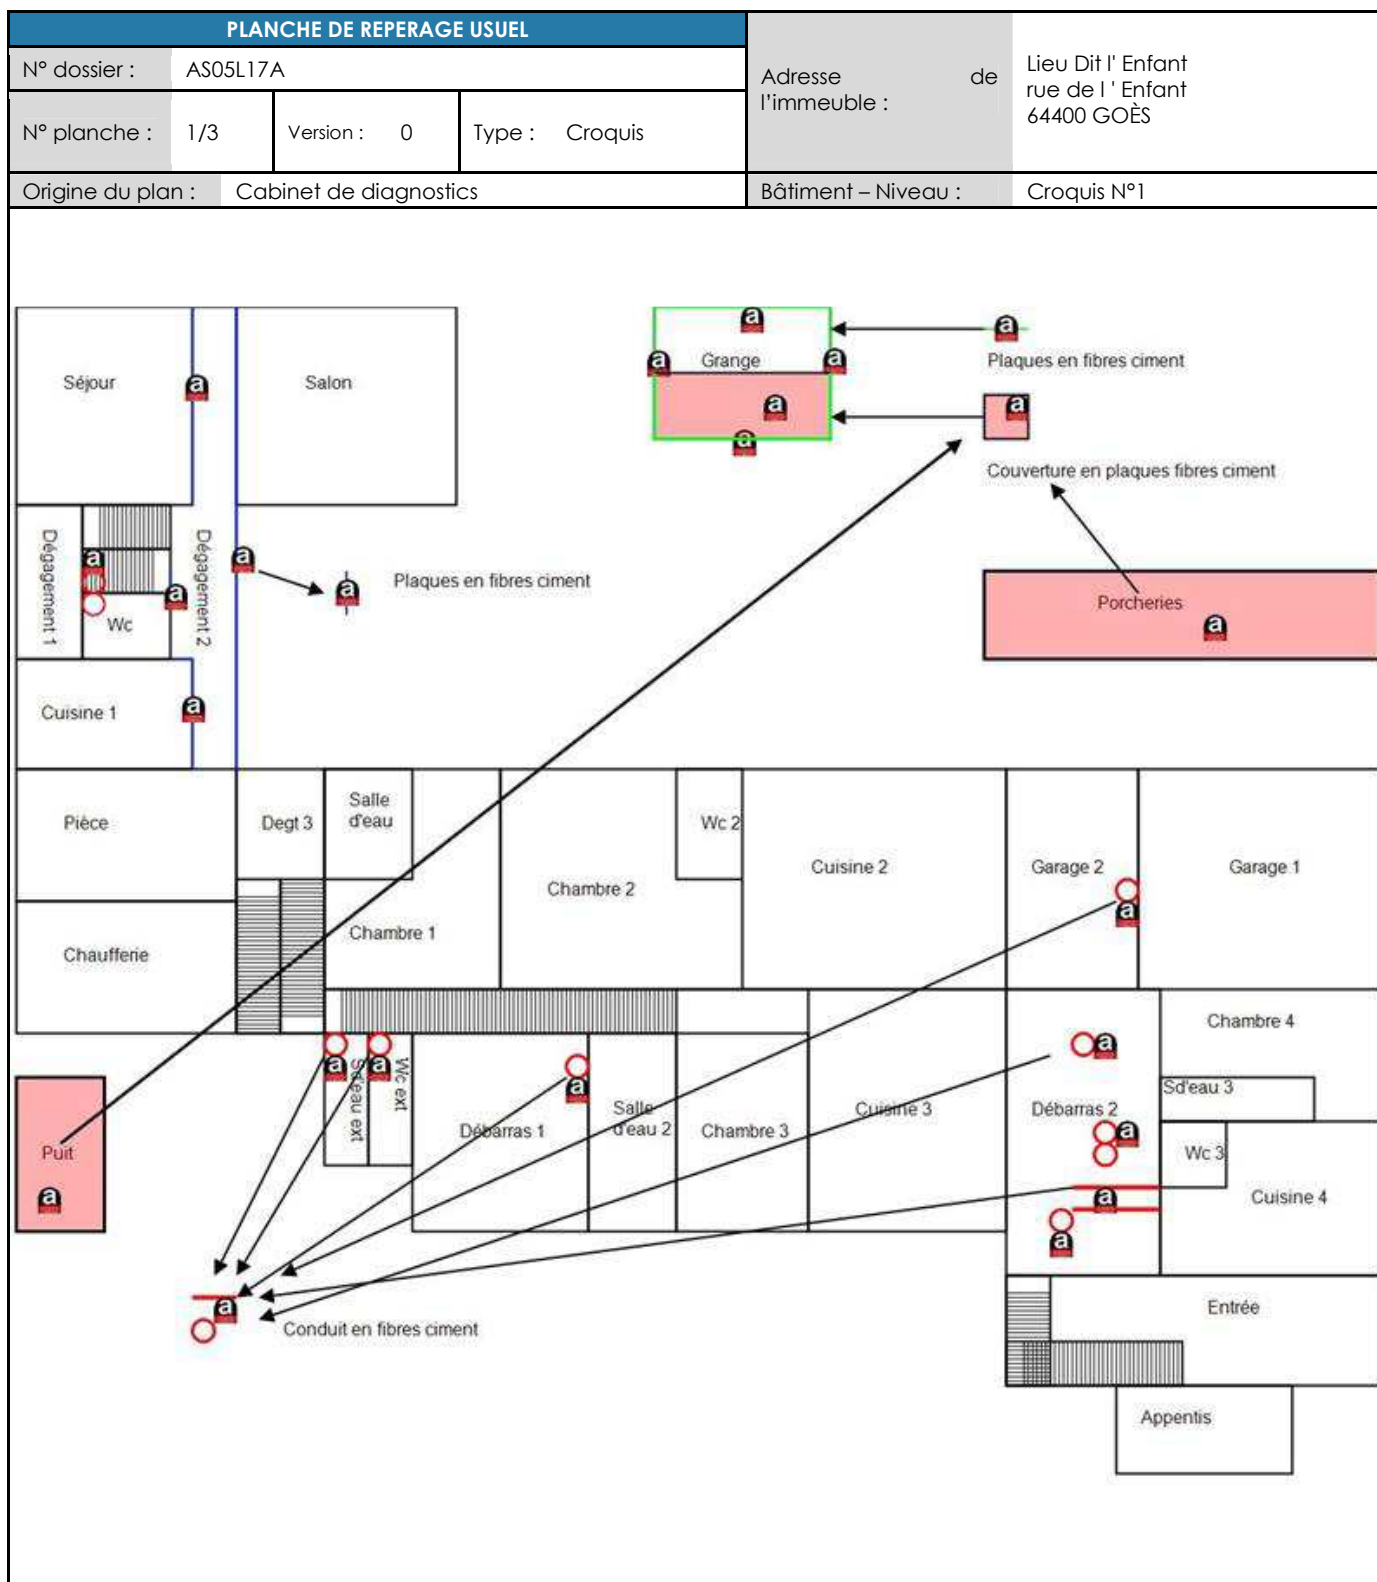 PLANCHE DE REPERAGE USUEL
N° dossier : AS05L17A
Adresse de l'immeuble :
Lieu Dit l' Enfant
rue de l ' Enfant
64400 GOÈS
N° planche : 1/3 Version : 0 Type : Croquis
Origine du plan : Cabinet de diagnostics
Bâtiment – Niveau : Croquis N°1
a
a
Grange
a
a
Plaques en fibres ciment
Séjour
a
Salon
a
a
a
Couverture en plaques fibres ciment
Dégagement 1
a
Wc
a
Dégagement 2
a
a
Plaques en fibres ciment
Porcheries
a
Cuisine 1
a
Pièce
Degt 3
Salle
d'eau
Wc 2
Cuisine 2
Garage 2
Garage 1
Chambre 2
a
Chambre 1
Chaufferie
Chambre 4
a
Sd'eau ext
a
Wc ext
a
a
Sd'eau 3
Débarras 1
Salle
d'eau 2
Chambre 3
Cuisine 3
Débarras 2
a
Wc 3
Puit
a
a
Cuisine 4
a
a
Conduit en fibres ciment
Entrée
Appentis